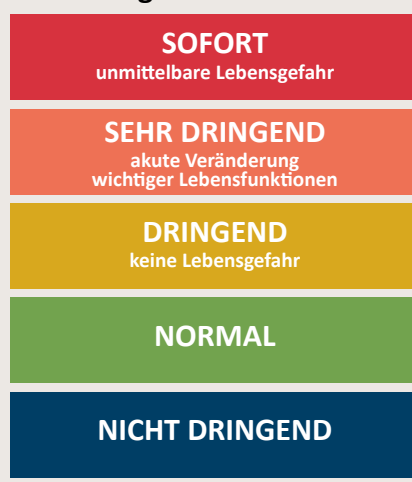 SOFORT
unmittelbare Lebensgefahr
SEHR DRINGEND
akute Veränderung
wichtiger Lebensfunktionen
DRINGEND
keine Lebensgefahr
NORMAL
NICHT DRINGEND